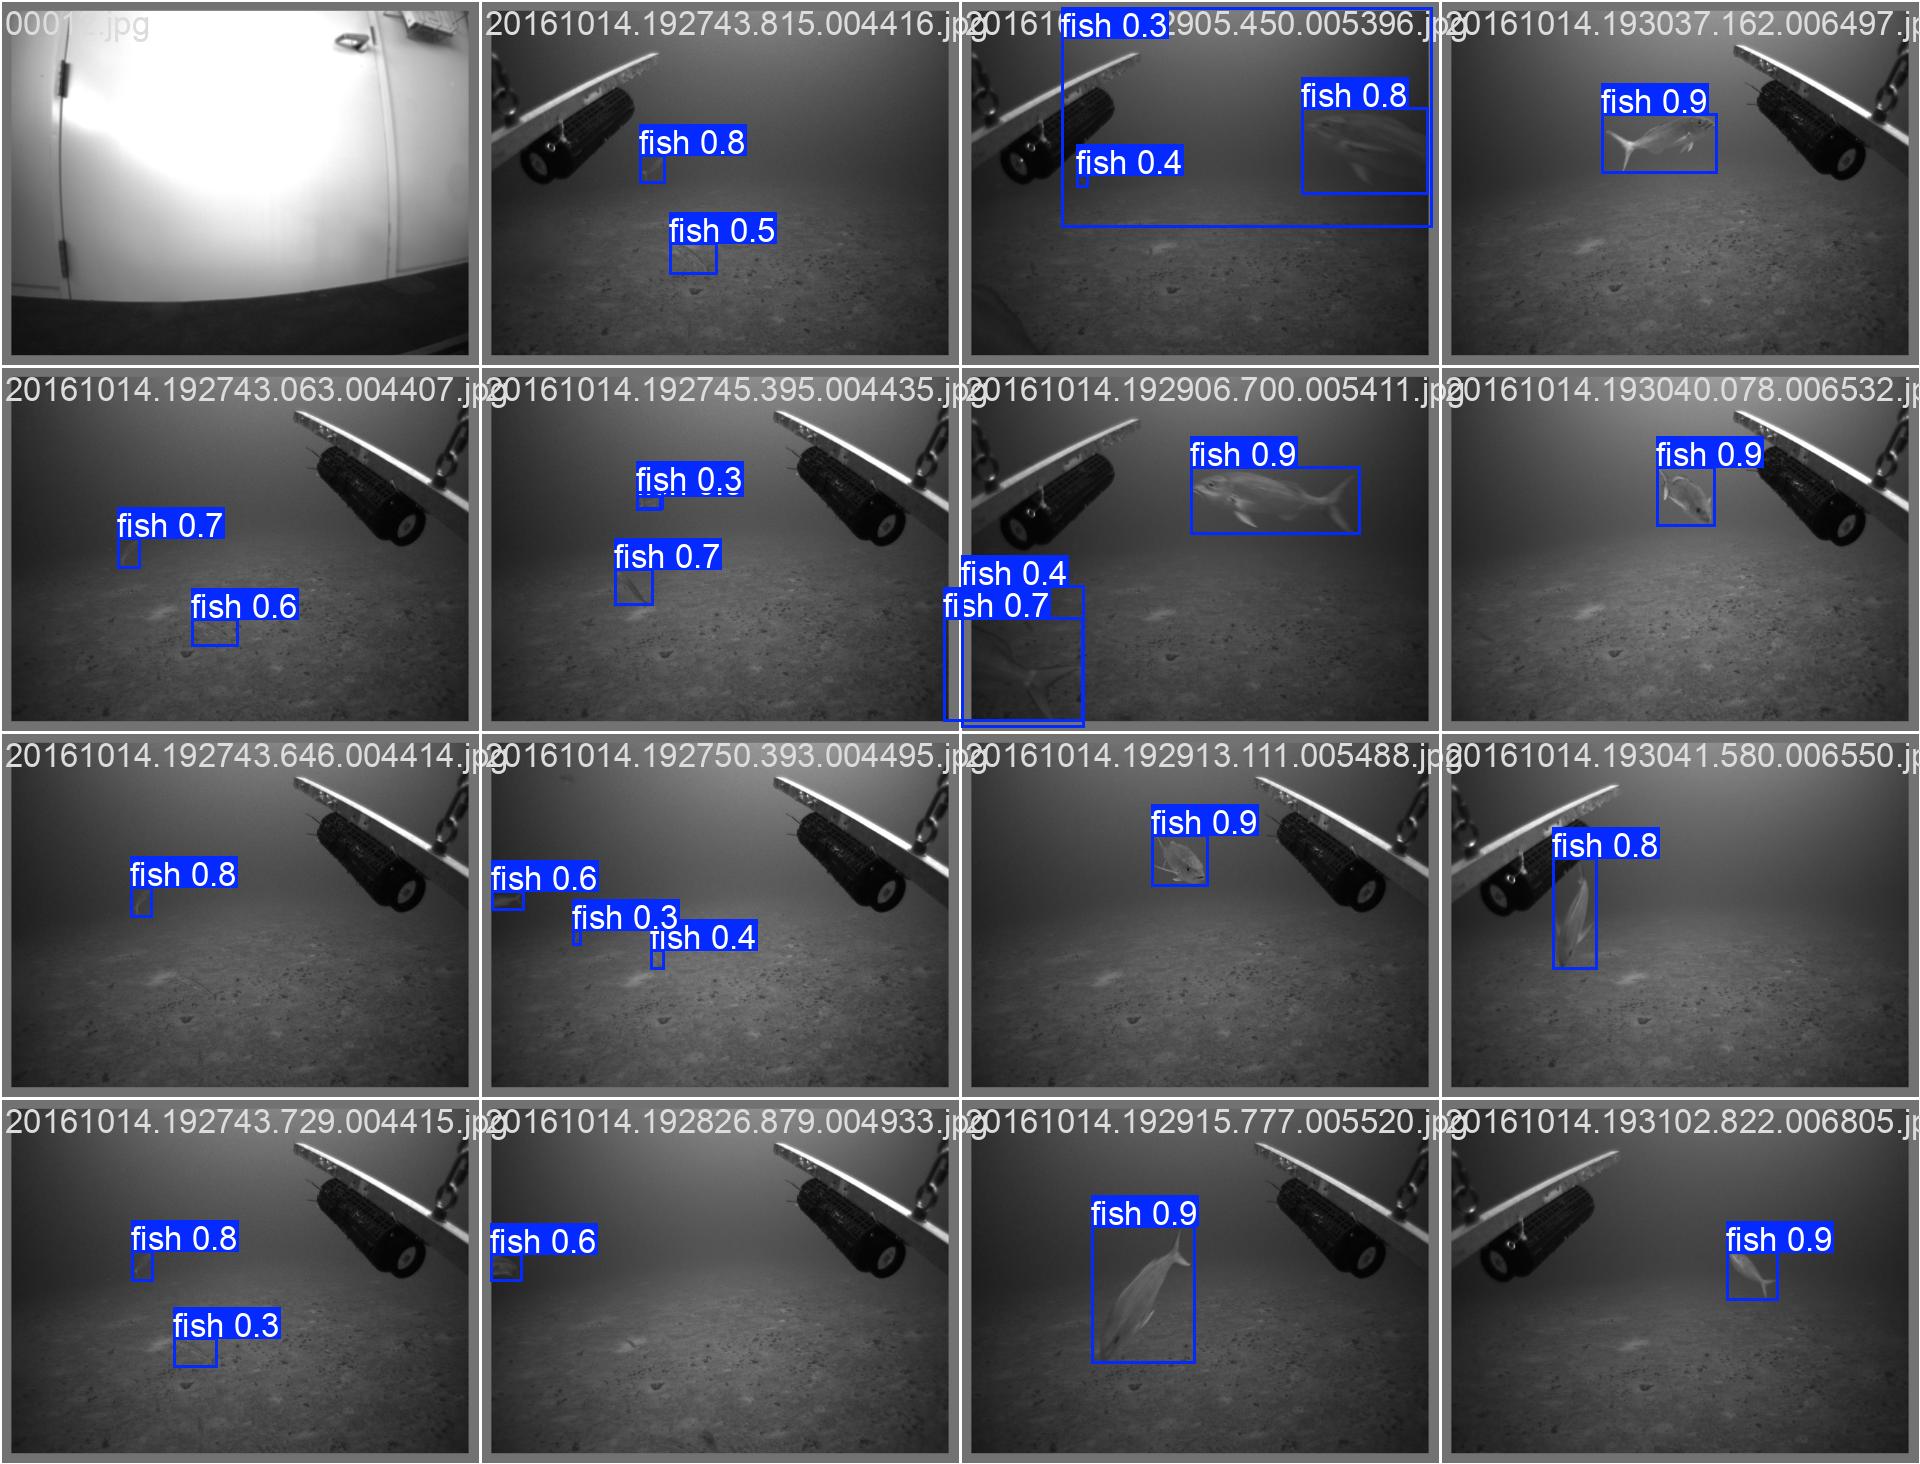 20161014.192743.815.004416.jpg
2905.450.005396.jpg
20161014.193037.162.006497.j
fish 0.3
fish 0.8
fish 0.9
fish 0.8
fish 0.4
fish 0.5
20161014.192743.063.004407.jpg
20161014.192745.395.004435.jpg
20161014.192906.700.005411.jpg
20161014.193040.078.006532.j
fish 0.7
fish 0.6
fish 0.3
fish 0.7
fish 0.9
fish 0.4
fish 0.7
fish 0.9
20161014.192743.646.004414.jpg
20161014.192750.393.004495.jpg
20161014.192913.111.005488.jpg
20161014.193041.580.006550.j
fish 0.8
fish 0.6
fish 0.3
fish 0.4
fish 0.9
fish 0.8
20161014.192743.729.004415.jpg
20161014.192826.879.004933.jpg
20161014.192915.777.005520.jpg
20161014.193102.822.006805.j
fish 0.8
fish 0.3
fish 0.6
fish 0.9
fish 0.9